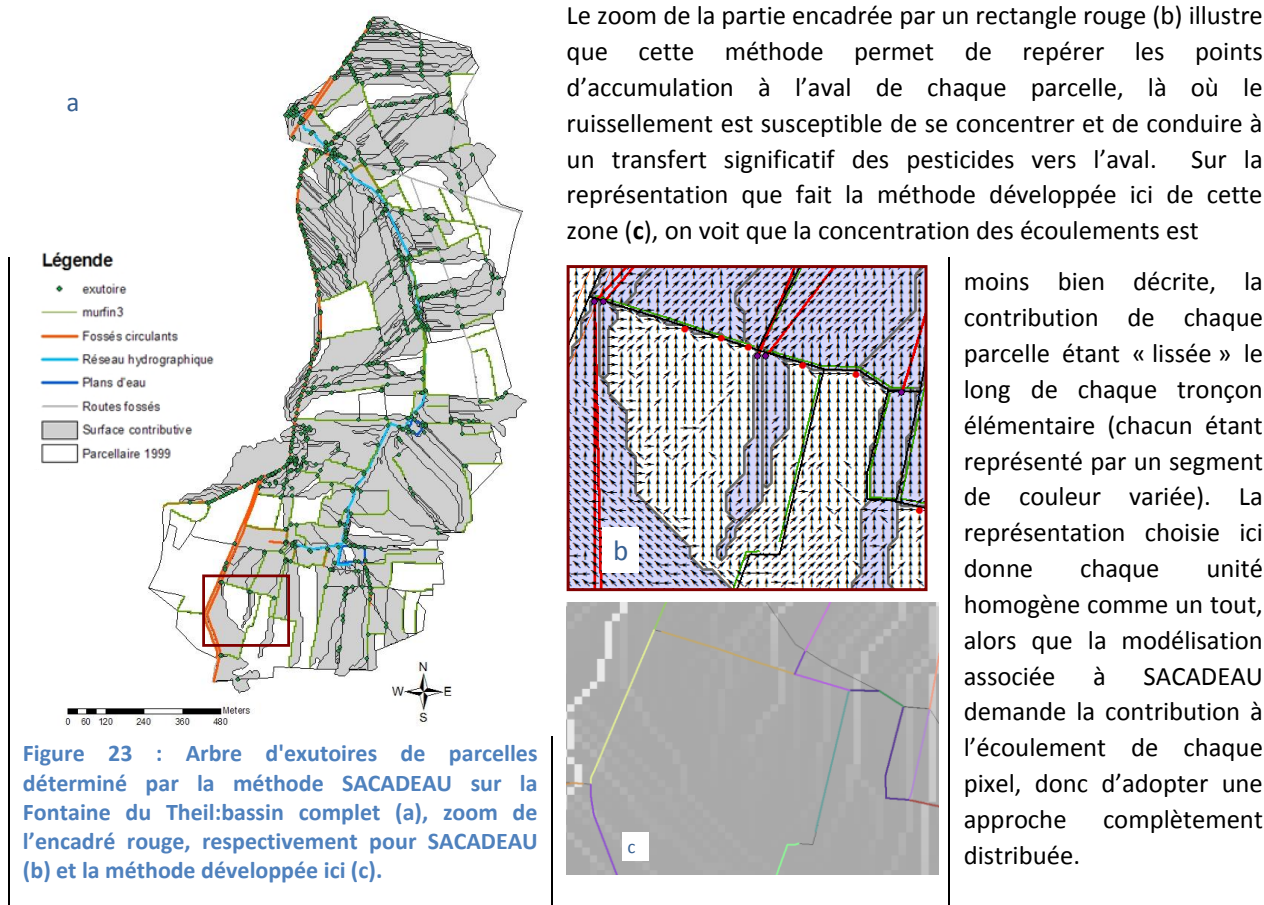 Le zoom de la partie encadrée par un rectangle rouge (b) illustre
que cette méthode permet de repérer les points
d'accumulation à l'aval de chaque parcelle, là où le
ruissellement est susceptible de se concentrer et de conduire à
un transfert significatif des pesticides vers l'aval. Sur la
représentation que fait la méthode développée ici de cette
zone (c), on voit que la concentration des écoulements est
moins bien décrite, la
contribution de chaque
parcelle étant « lissée » le
long de chaque tronçon
élémentaire (chacun étant
représenté par un segment
de couleur variée). La
représentation choisie ici
donne chaque unité
homogène comme un tout,
alors que la modélisation
associée à SACADEAU
demande la contribution à
l'écoulement de chaque
pixel, donc d'adopter une
approche complètement
distribuée.
a
Légende
exutoire
murfin3
Fossés circulants
Réseau hydrographique
Plans d'eau
Routes fossés
Surface contributive
Parcellaire 1999
N
W E
S
Meters
0 60 120 240 360 480
b
c
Figure 23 : Arbre d'exutoires de parcelles
déterminé par la méthode SACADEAU sur la
Fontaine du Theil:bassin complet (a), zoom de
l'encadré rouge, respectivement pour SACADEAU
(b) et la méthode développée ici (c).